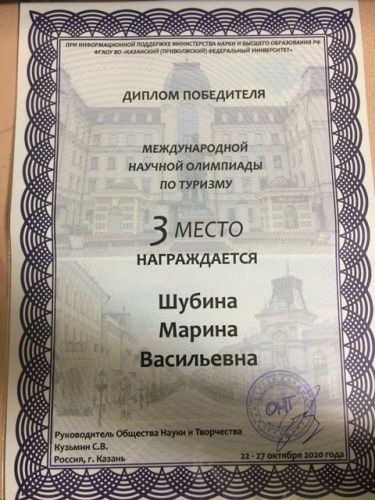 ПРИ ИНФОРМАЦИОННОЙ ПОДДЕРЖКЕ МИНИСТЕРСТВА НАУКИ И ВЫСШЕГО ОБРАЗОВАНИЯ РФ
ФГАОУ ВО «КАЗАНСКИЙ (ПРИВОЛЖСКИЙ) ФЕДЕРАЛЬНЫЙ УНИВЕРСИТЕТ»
ДИПЛОМ ПОБЕДИТЕЛЯ
МЕЖДУНАРОДНОЙ
НАУЧНОЙ ОЛИМПИАДЫ
ПО ТУРИЗМУ
3 МЕСТО
НАГРАЖДАЕТСЯ
Шубина
Марина
Васильевна
ОНТ
Руководитель Общества Науки и Творчества
Кузьмин С.В.
Россия, г. Казань
22 - 27 октября 2020 года